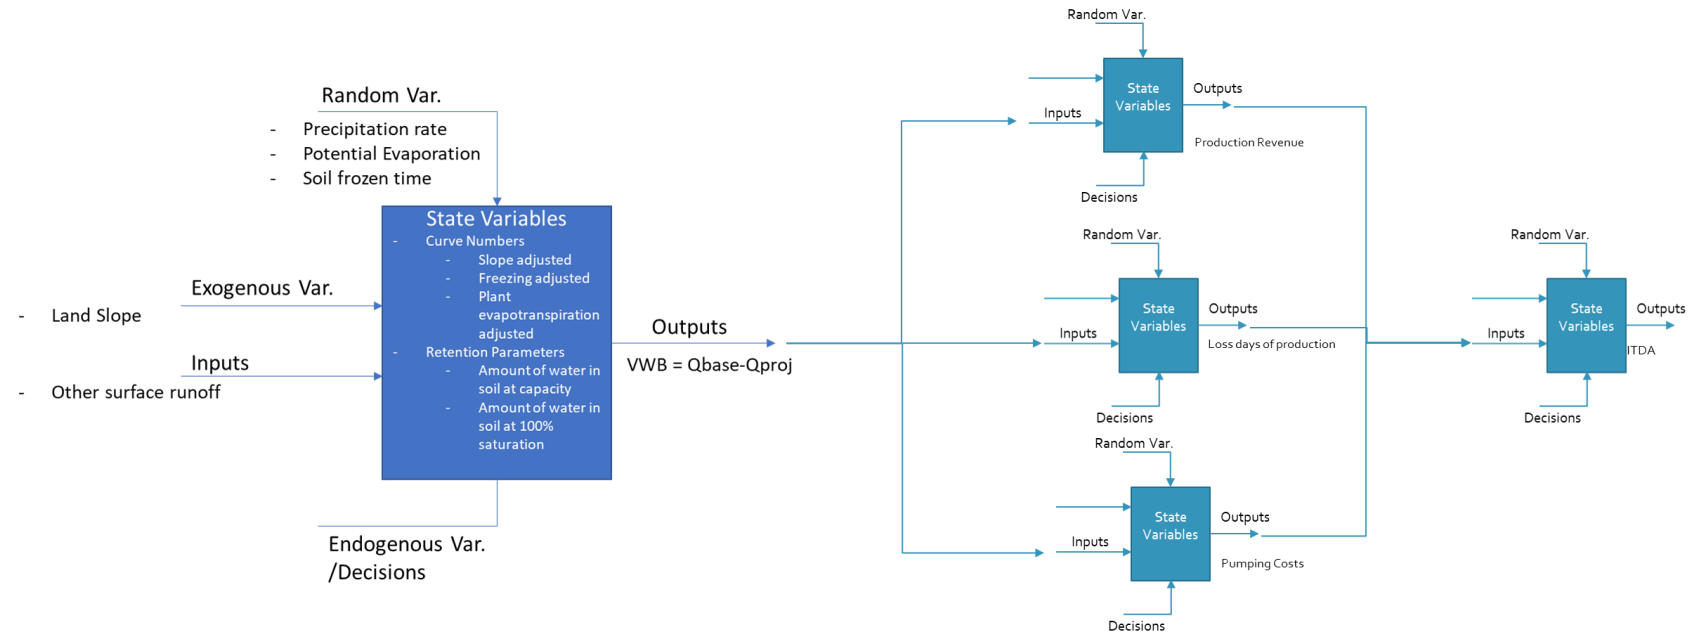 Random Var.
- Precipitation rate
- Potential Evaporation
- Soil frozen time
State Variables
- Curve Numbers
- Slope adjusted
- Freezing adjusted
- Plant
evapotranspiration
adjusted
- Retention Parameters
- Amount of water in
soil at capacity
- Amount of water in
soil at 100%
saturation
Exogenous Var.
- Land Slope
Inputs
- Other surface runoff
Endogenous Var.
/Decisions
Outputs
VWB = Qbase-Qproj
Random Var.
Inputs
State
Variables
Outputs
Production Revenue
Decisions
Random Var.
Inputs
State
Variables
Outputs
Loss days of production
Decisions
Random Var.
Inputs
State
Variables
Outputs
Pumping Costs
Decisions
Random Var.
Inputs
State
Variables
Outputs
ITDA
Decisions